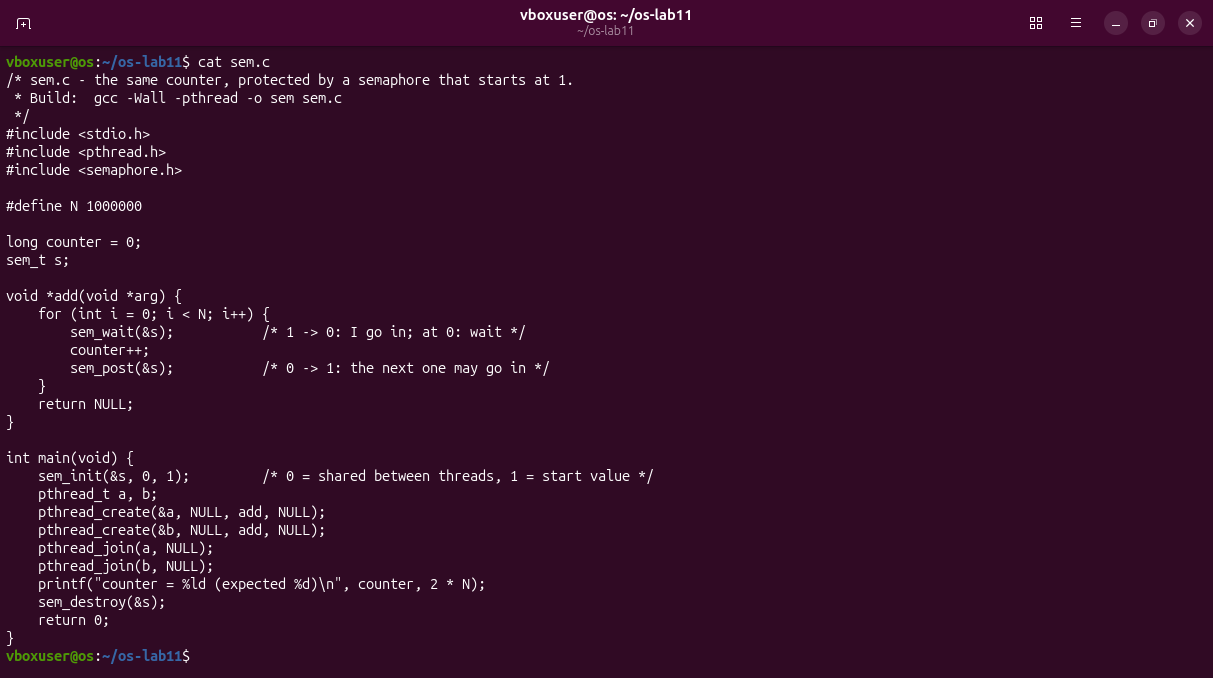 vboxuser@os: ~/os-lab11
~/os-lab11
vboxuser@os:~/os-lab11$ cat sem.c
/* sem.c - the same counter, protected by a semaphore that starts at 1.
 * Build:  gcc -Wall -pthread -o sem sem.c
 */
#include <stdio.h>
#include <pthread.h>
#include <semaphore.h>

#define N 1000000

long counter = 0;
sem_t s;

void *add(void *arg) {
    for (int i = 0; i < N; i++) {
        sem_wait(&s);           /* 1 -> 0: I go in; at 0: wait */
        counter++;
        sem_post(&s);           /* 0 -> 1: the next one may go in */
    }
    return NULL;
}

int main(void) {
    sem_init(&s, 0, 1);         /* 0 = shared between threads, 1 = start value */
    pthread_t a, b;
    pthread_create(&a, NULL, add, NULL);
    pthread_create(&b, NULL, add, NULL);
    pthread_join(a, NULL);
    pthread_join(b, NULL);
    printf("counter = %ld (expected %d)\n", counter, 2 * N);
    sem_destroy(&s);
    return 0;
}
vboxuser@os:~/os-lab11$